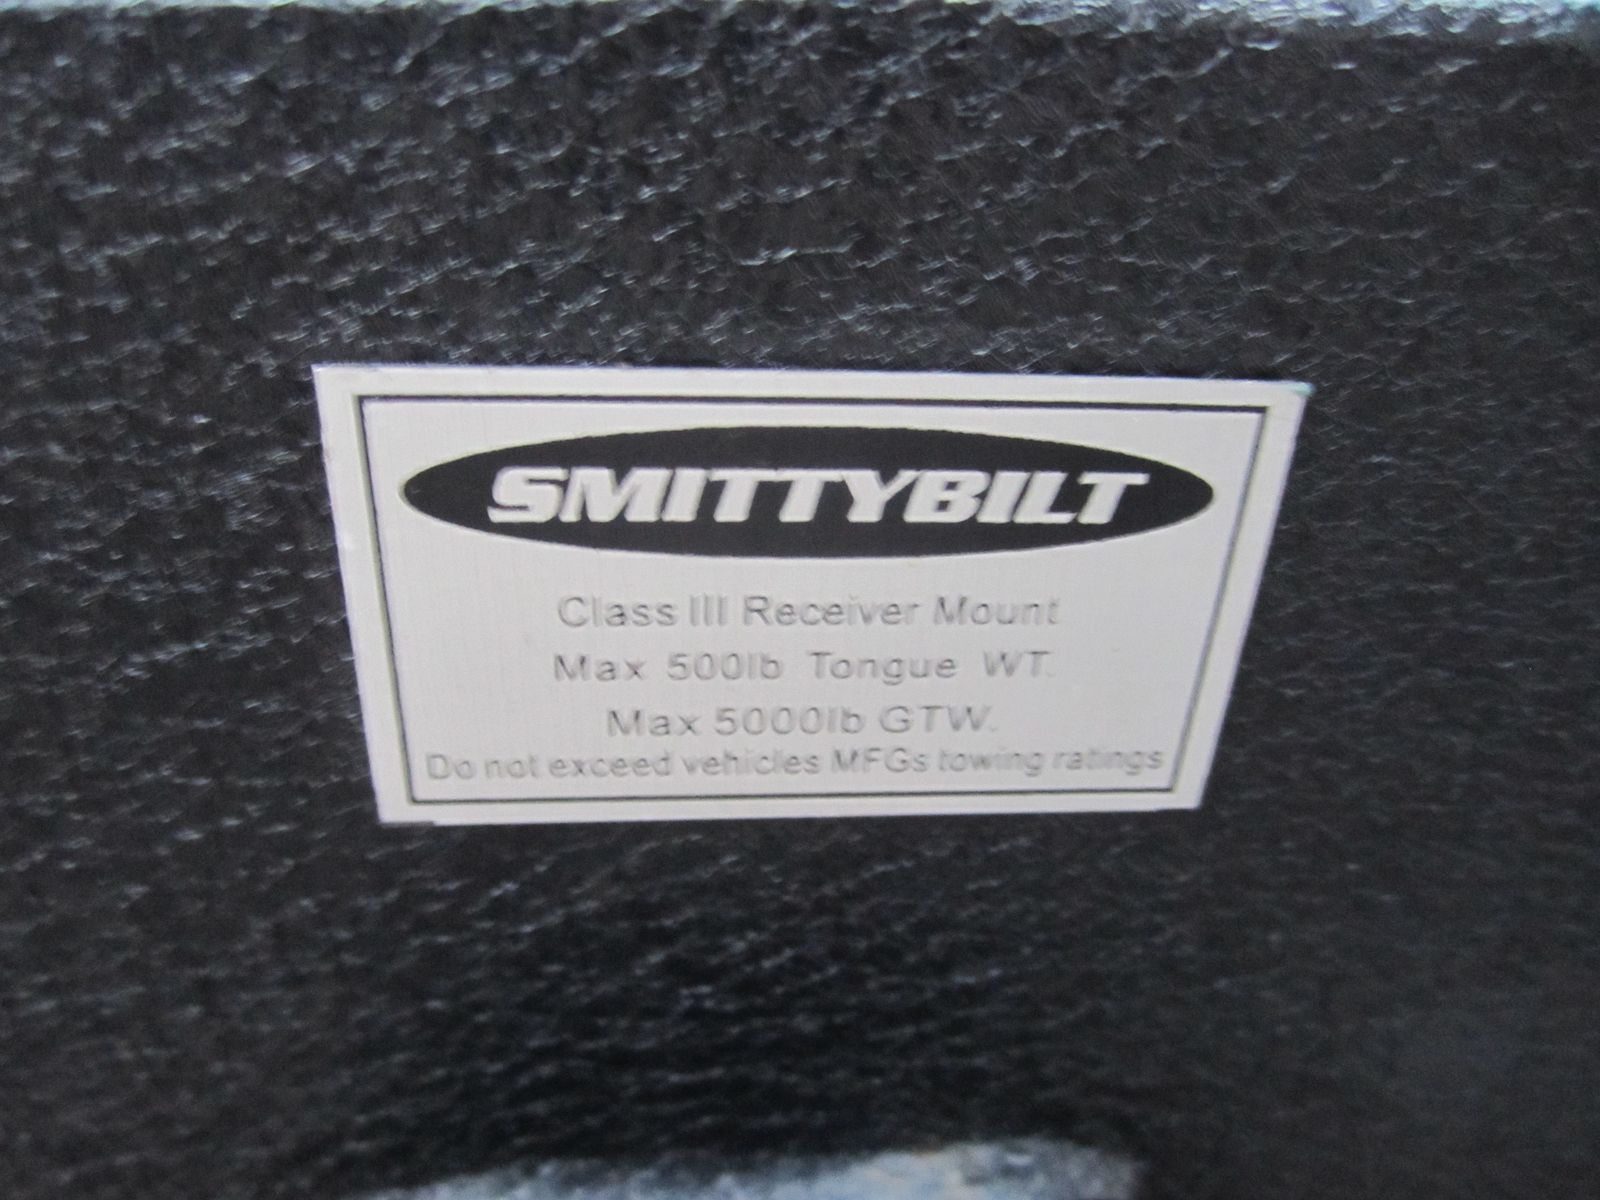 SMITTYBILT
Class III Receiver Mount
Max 500lb Tongue WT.
Max 5000lb GTW.
Do not exceed vehicles MFGs towing ratings